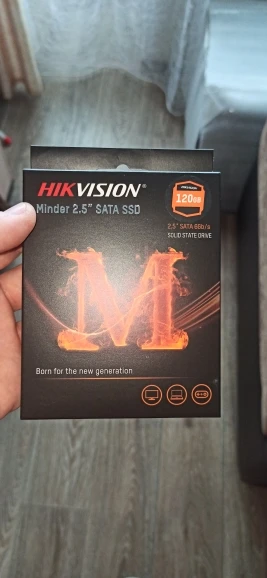 HIKVISION®
Minder 2.5" SATA SSD
HIKVISION
120GB
2.5" SATA 6Gb/s
SOLID STATE DRIVE
M
Born for the new generation